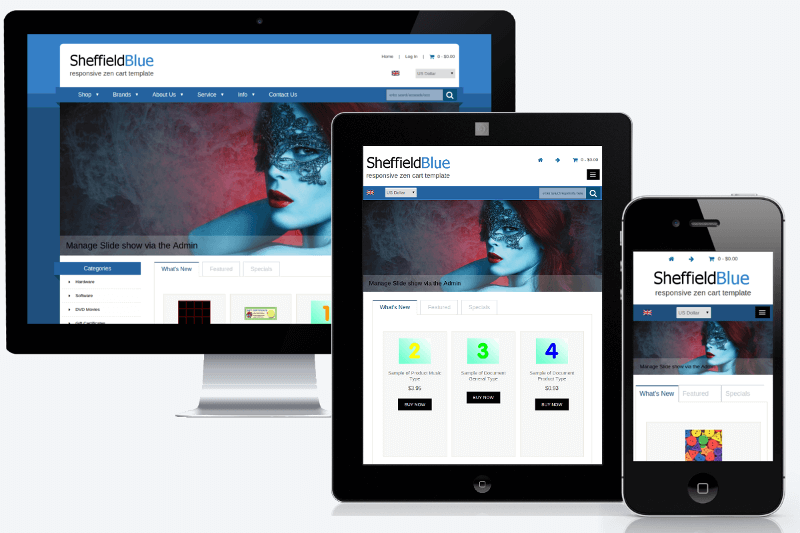 SheffieldBlue
responsive zen cart template
Home | Log In | 0 - $0.00
US Dollar
Shop Brands About Us Service Info Contact Us
Manage Slide show via the Admin
Categories
Hardware
Software
DVD Movies
Gift Certificates
What's New Featured Specials
1
0 - $0.00
SheffieldBlue
responsive zen cart template
US Dollar
Manage Slide show via the Admin
What's New Featured Specials
2 3 4
Sample of Product Music Type
Sample of Document General Type
Sample of Document Product Type
BUY NOW BUY NOW BUY NOW
0 - $0.00
SheffieldBlue
responsive zen cart template
US Dollar
Manage Slide show via the Admin
What's New Featured Specials